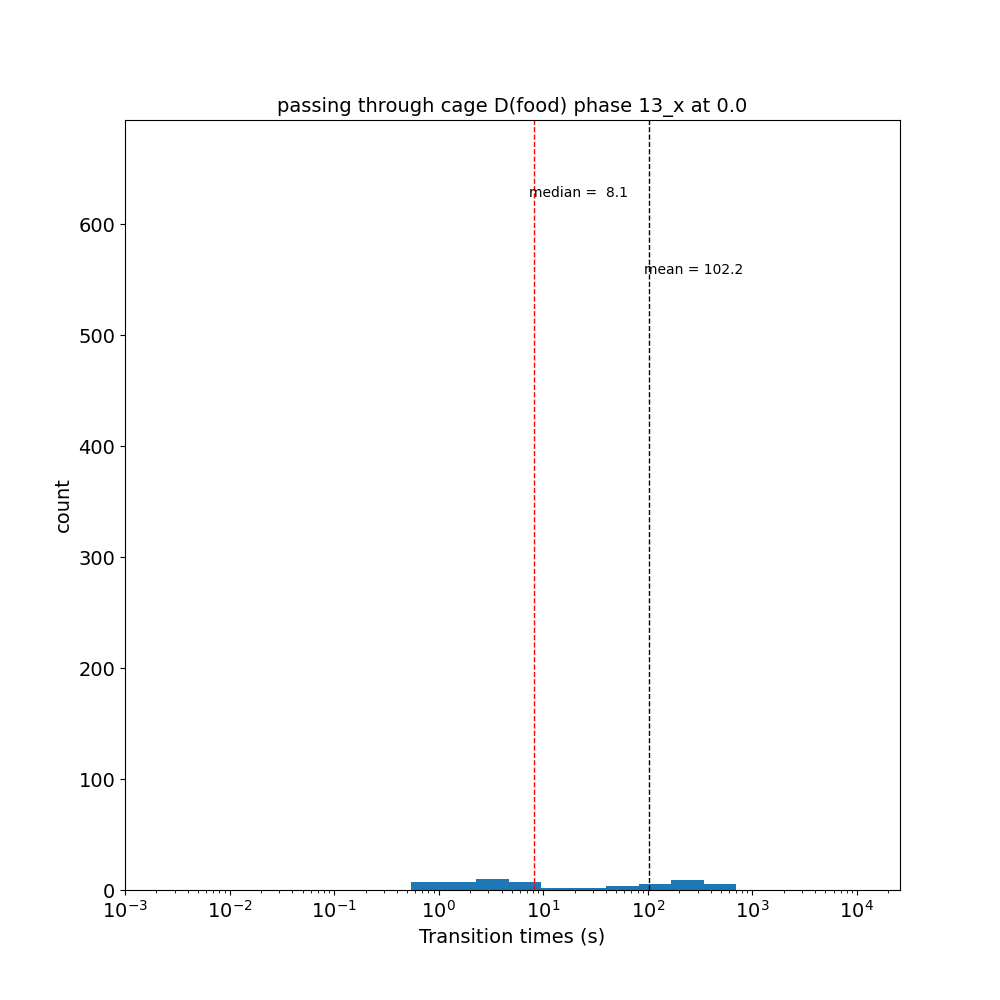 passing through cage D(food) phase 13_x at 0.0
median =  8.1
mean = 102.2
600
500
400
300
200
100
0
count
10⁻³ 10⁻² 10⁻¹ 10⁰ 10¹ 10² 10³ 10⁴
Transition times (s)